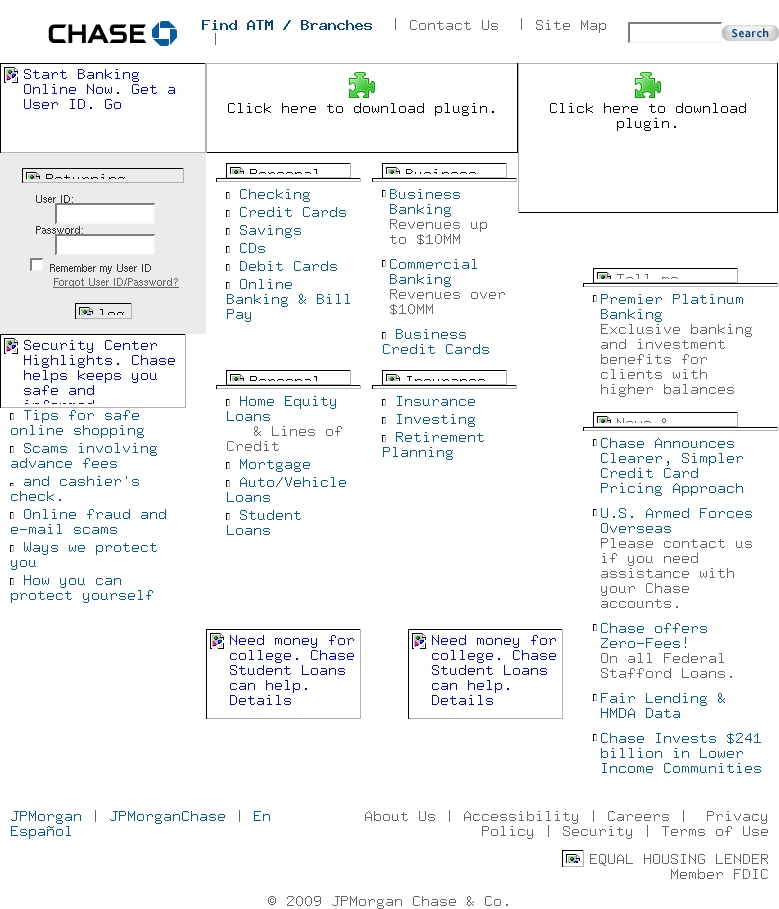 CHASE
Find ATM / Branches | Contact Us | Site Map
|
Search
Start Banking
Online Now. Get a
User ID. Go
Click here to download plugin.
Click here to download
plugin.
Returning
User ID:
Password:
Remember my User ID
Forgot User ID/Password?
log
Security Center
Highlights. Chase
helps keeps you
safe and
informed
Tips for safe
online shopping
Scams involving
advance fees
and cashier's
check.
Online fraud and
e-mail scams
Ways we protect
you
How you can
protect yourself
Personal
Checking
Credit Cards
Savings
CDs
Debit Cards
Online
Banking & Bill
Pay
Business
Business
Banking
Revenues up
to $10MM
Commercial
Banking
Revenues over
$10MM
Business
Credit Cards
Personal
Home Equity
Loans
& Lines of
Credit
Mortgage
Auto/Vehicle
Loans
Student
Loans
Insurance
Insurance
Investing
Retirement
Planning
Tell me
Premier Platinum
Banking
Exclusive banking
and investment
benefits for
clients with
higher balances
News &
Chase Announces
Clearer, Simpler
Credit Card
Pricing Approach
U.S. Armed Forces
Overseas
Please contact us
if you need
assistance with
your Chase
accounts.
Chase offers
Zero-Fees!
On all Federal
Stafford Loans.
Fair Lending &
HMDA Data
Chase Invests $241
billion in Lower
Income Communities
Need money for
college. Chase
Student Loans
can help.
Details
Need money for
college. Chase
Student Loans
can help.
Details
JPMorgan | JPMorganChase | En
Español
About Us | Accessibility | Careers | Privacy
Policy | Security | Terms of Use
EQUAL HOUSING LENDER
Member FDIC
© 2009 JPMorgan Chase & Co.